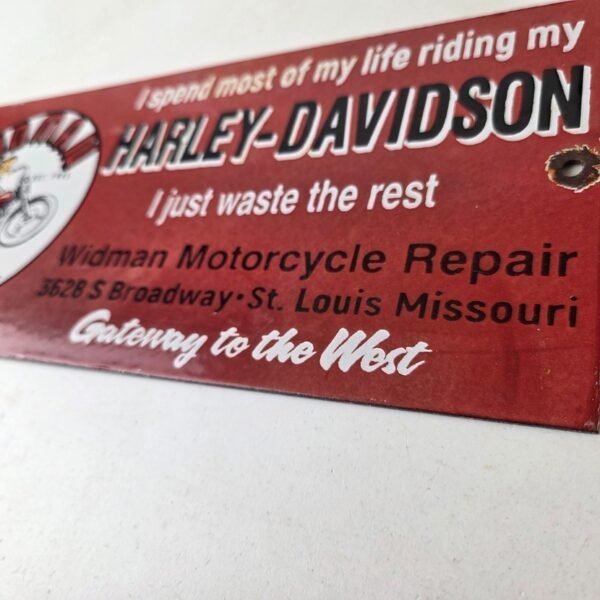 I spend most of my life riding my
HARLEY-DAVIDSON
I just waste the rest
Widman Motorcycle Repair
3628 S Broadway • St. Louis Missouri
Gateway to the West